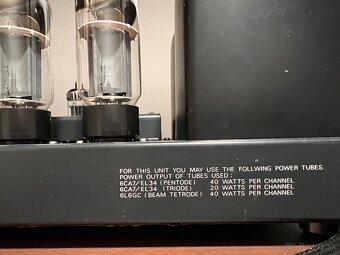 FOR THIS UNIT YOU MAY USE THE FOLLWING POWER TUBES.
POWER OUTPUT OF TUBES USED :
6CA7/EL34 (PENTODE) 40 WATTS PER CHANNEL
6CA7/EL34 (TRIODE) 20 WATTS PER CHANNEL
6L6GC (BEAM TETRODE) 40 WATTS PER CHANNEL